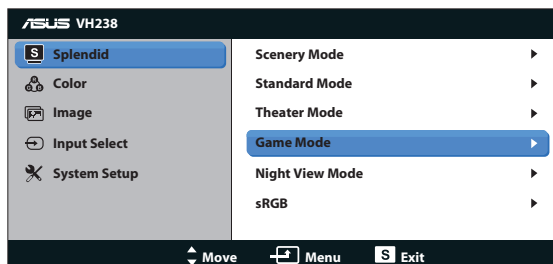 ASUS VH238
S Splendid
Color
Image
Input Select
System Setup
Scenery Mode
Standard Mode
Theater Mode
Game Mode
Night View Mode
sRGB
Move Menu S Exit